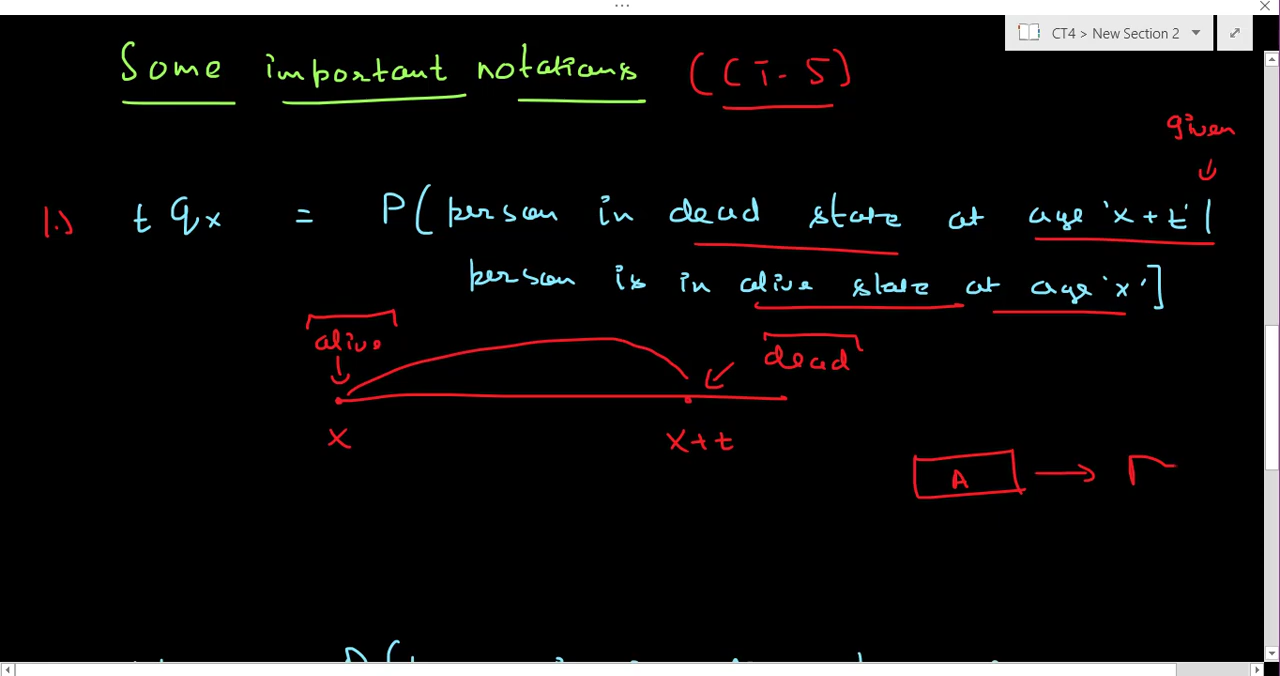 CT4 > New Section 2
Some important notations (CT-5)
given
1.) t qx = P( person in dead state at age 'x + t' |
person is in alive state at age 'x' ]
alive
dead
x
x+t
A